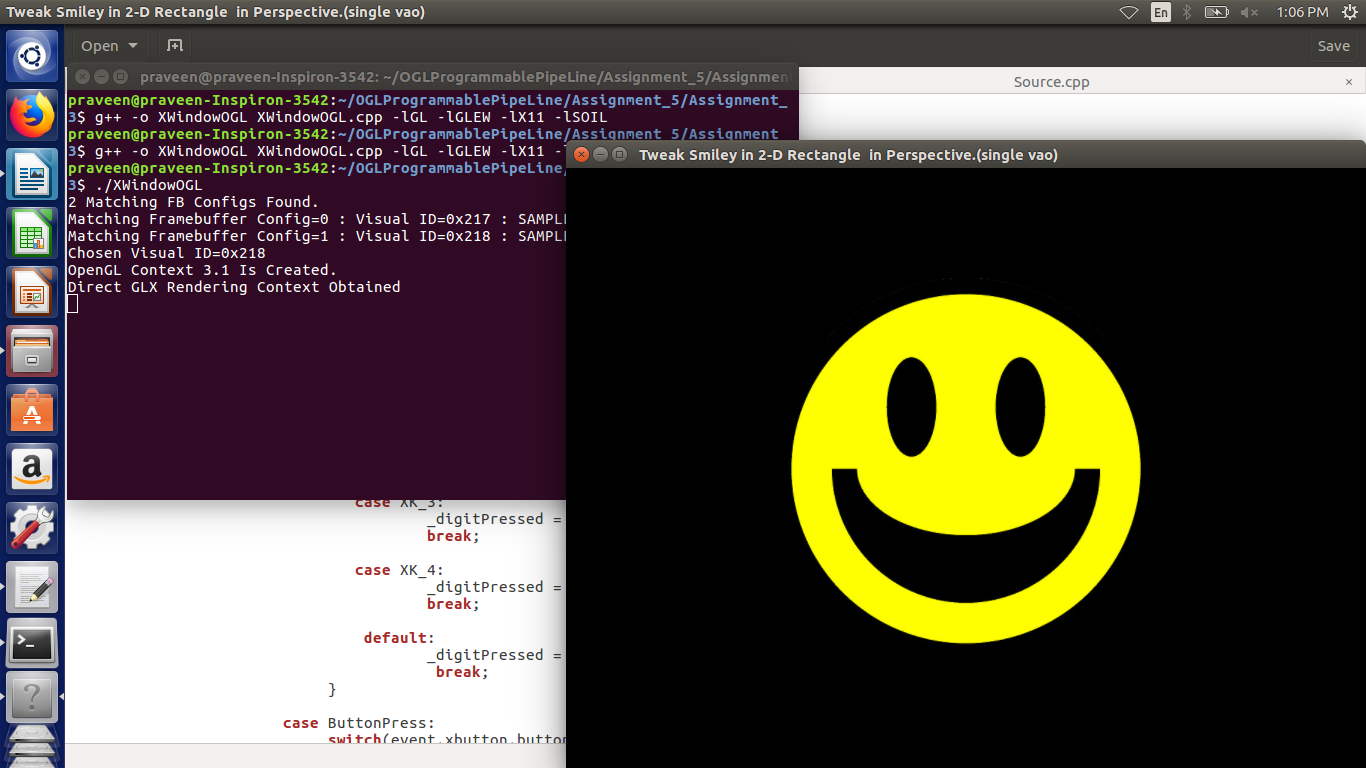 Tweak Smiley in 2-D Rectangle  in Perspective.(single vao)
En
1:06 PM
Open
Save
praveen@praveen-Inspiron-3542: ~/OGLProgrammablePipeLine/Assignment_5/Assignmen
Source.cpp
×
praveen@praveen-Inspiron-3542:~/OGLProgrammablePipeLine/Assignment_5/Assignment_
3$ g++ -o XWindowOGL XWindowOGL.cpp -lGL -lGLEW -lX11 -lSOIL
praveen@praveen-Inspiron-3542:~/OGLProgrammablePipeLine/Assignment_5/Assignment_
3$ g++ -o XWindowOGL XWindowOGL.cpp -lGL -lGLEW -lX11 -l
praveen@praveen-Inspiron-3542:~/OGLProgrammablePipeLine/
3$ ./XWindowOGL
2 Matching FB Configs Found.
Matching Framebuffer Config=0 : Visual ID=0x217 : SAMPL
Matching Framebuffer Config=1 : Visual ID=0x218 : SAMPL
Chosen Visual ID=0x218
OpenGL Context 3.1 Is Created.
Direct GLX Rendering Context Obtained
Tweak Smiley in 2-D Rectangle  in Perspective.(single vao)
case XK_3:
_digitPressed =
break;
case XK_4:
_digitPressed =
break;
default:
_digitPressed =
break;
}
case ButtonPress:
switch(event.xbutton.button